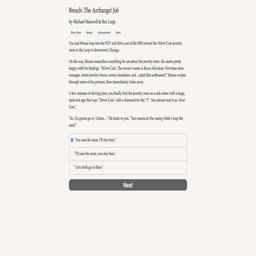 Breach: The Archangel Job
by Michael Maxwell & Ben Luigi
Show Stats Restart Achievements Menu
You and Mouse hop into the SUV and drive out of the Mill toward the Velvet Cut jewelry
store in the Loop in downtown Chicago.
On the way, Mouse researches everything he can about the jewelry store. He seems pretty
happy with his findings. "Velvet Cuts. The owner's name is Rocco Salvatore. Part time store
manager, stolen jewelry fencer, money launderer, and... adult film enthusiast!" Mouse swipes
through some of his pictures, then immediately looks away.
A few minutes of driving later, you finally find the jewelry store on a side street with a huge,
dark-red sign that says "Velvet Cuts" with a diamond for the "V". You almost read it as Vet
Cuts.
"So, I'm gonna go in. Unless..." He looks to you. "You wanna do the casing while I nap the
mini?"
"You case the store, I'll stay here."
"I'll case the store, you stay here."
"Let's both go in there."
Next